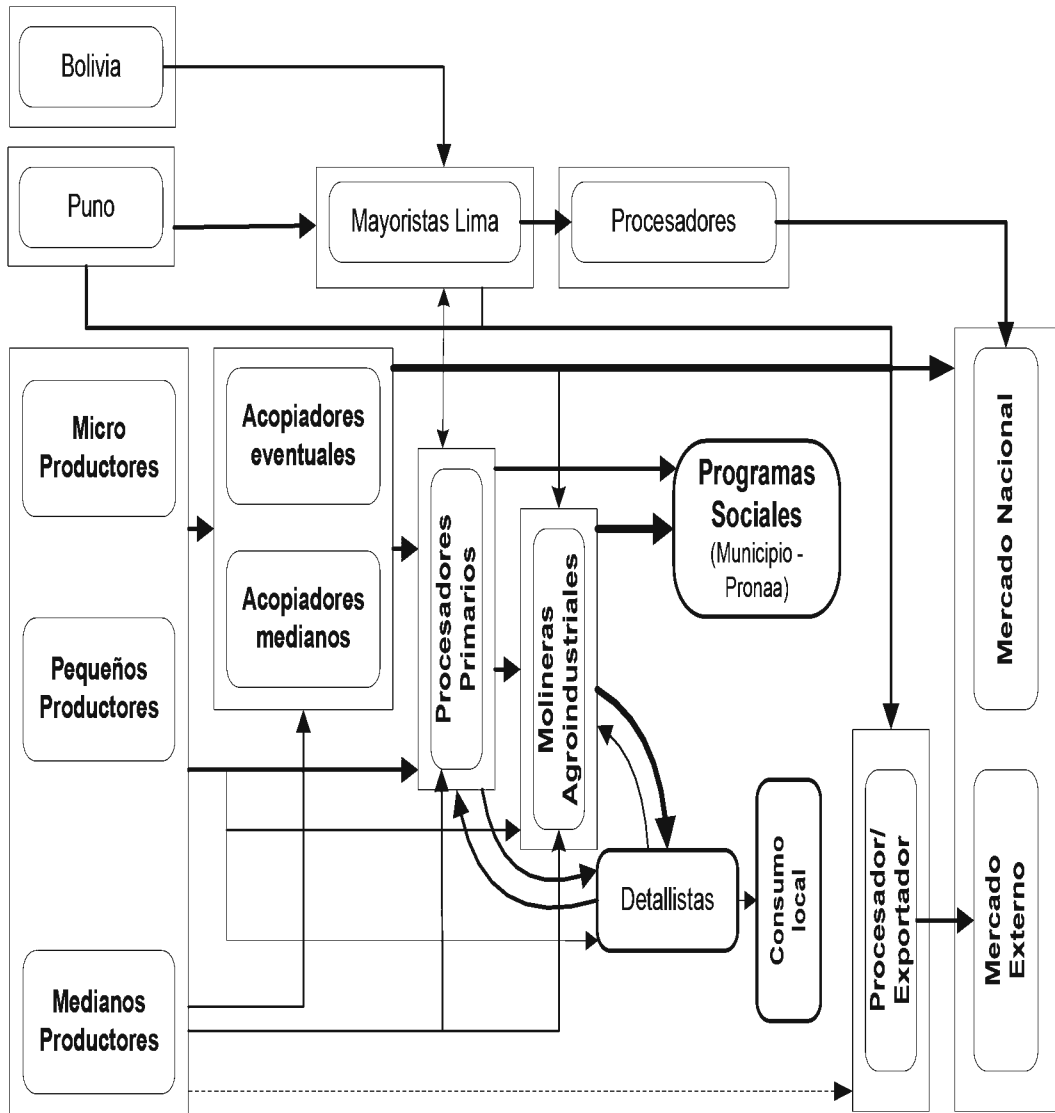 Bolivia
Puno
Mayoristas Lima
Procesadores
Micro
Productores
Acopiadores
eventuales
Acopiadores
medianos
Pequeños
Productores
Medianos
Productores
Procesadores
Primarios
Molineras
Agroindustriales
Programas
Sociales
(Municipio -
Pronaa)
Detallistas
Consumo
local
Procesador/
Exportador
Mercado Nacional
Mercado
Externo